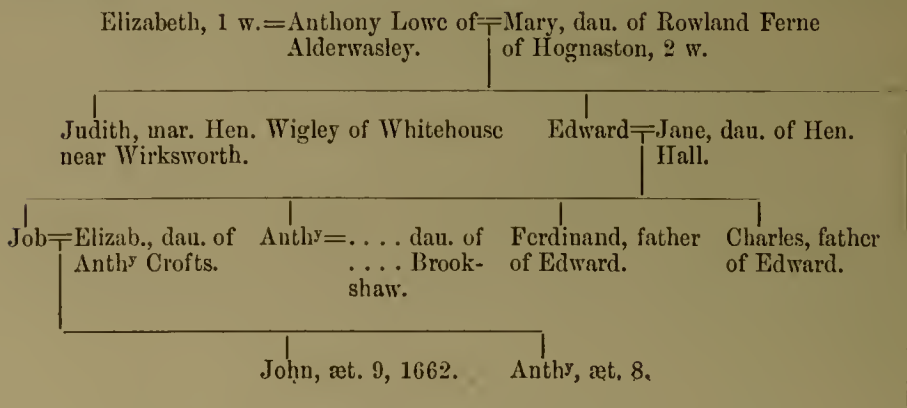 Elizabeth, 1 w.=Anthony Lowe of=Mary, dau. of Rowland Ferne
Alderwasley. of Hognaston, 2 w.
Judith, mar. Hen. Wigley of Whitehouse Edward=Jane, dau. of Hen.
near Wirksworth. Hall.
Job=Elizab., dau. of Anthʸ=.... dau. of Ferdinand, father Charles, father
Anthʸ Crofts. .... Brook- of Edward. of Edward.
shaw.
John, æt. 9, 1662. Anthʸ, æt. 8.